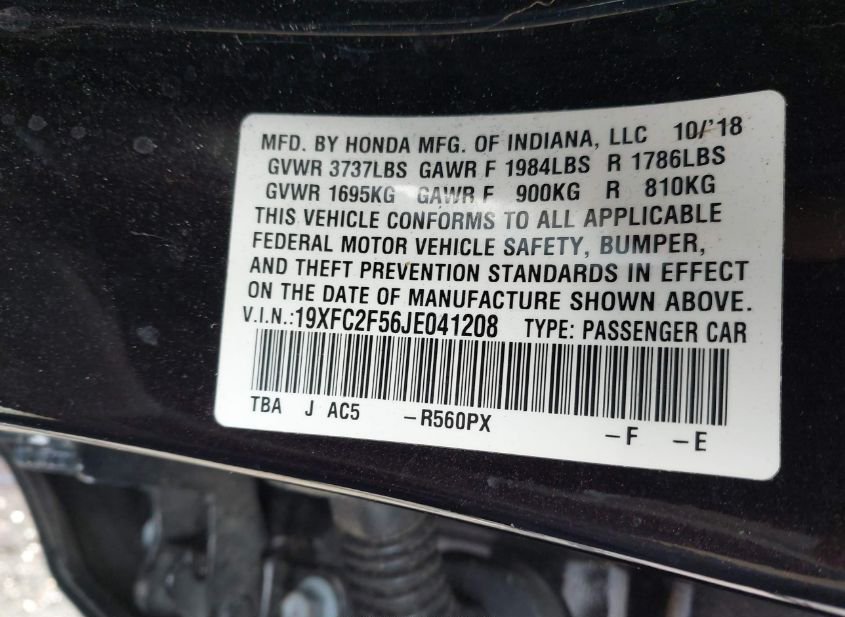 MFD. BY HONDA MFG. OF INDIANA, LLC 10/'18
GVWR 3737LBS GAWR F 1984LBS R 1786LBS
GVWR 1695KG GAWR F 900KG R 810KG
THIS VEHICLE CONFORMS TO ALL APPLICABLE
FEDERAL MOTOR VEHICLE SAFETY, BUMPER,
AND THEFT PREVENTION STANDARDS IN EFFECT
ON THE DATE OF MANUFACTURE SHOWN ABOVE.
V.I.N.:19XFC2F56JE041208 TYPE: PASSENGER CAR
TBA J AC5 -R560PX -F -E